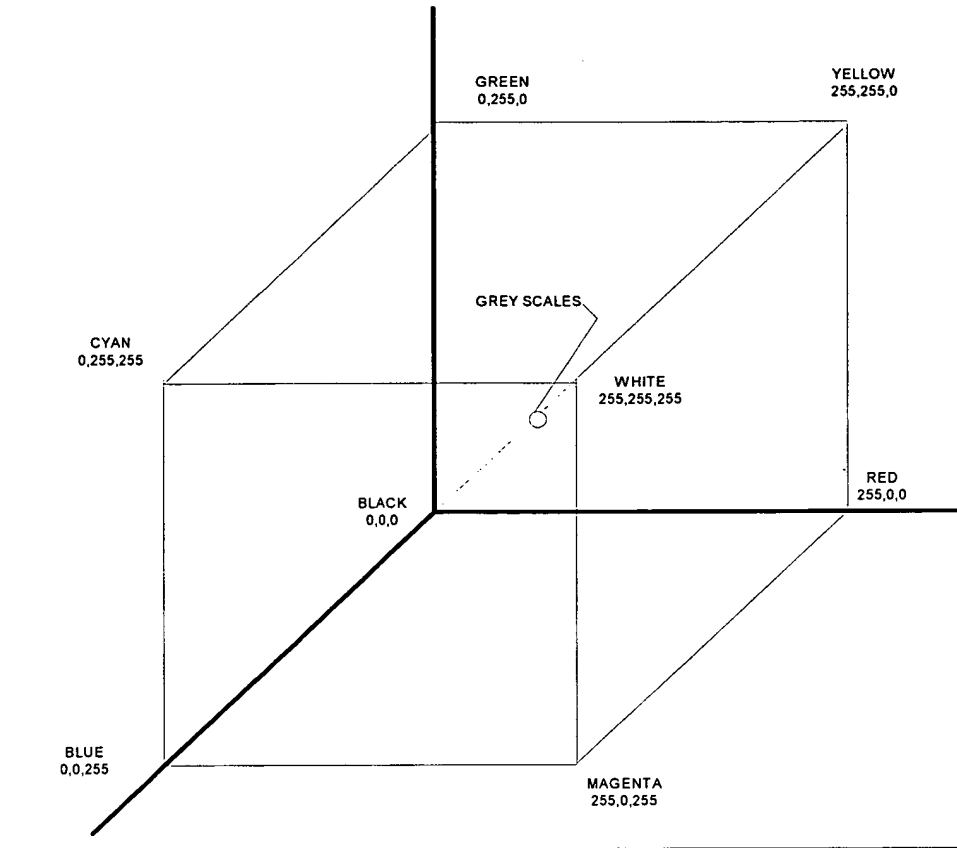 GREEN
0,255,0
YELLOW
255,255,0
GREY SCALES
CYAN
0,255,255
WHITE
255,255,255
RED
255,0,0
BLACK
0,0,0
BLUE
0,0,255
MAGENTA
255,0,255